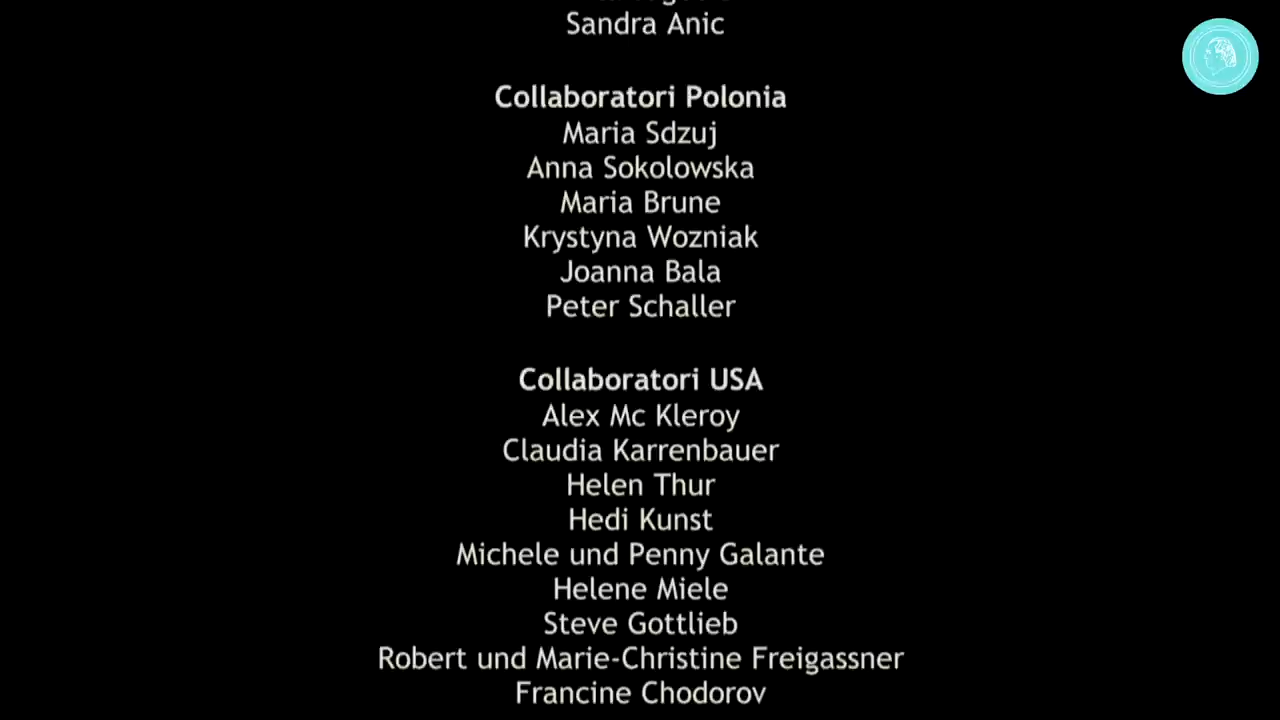 Sandra Anic
Collaboratori Polonia
Maria Sdzuj
Anna Sokolowska
Maria Brune
Krystyna Wozniak
Joanna Bala
Peter Schaller
Collaboratori USA
Alex Mc Kleroy
Claudia Karrenbauer
Helen Thur
Hedi Kunst
Michele und Penny Galante
Helene Miele
Steve Gottlieb
Robert und Marie-Christine Freigassner
Francine Chodorov